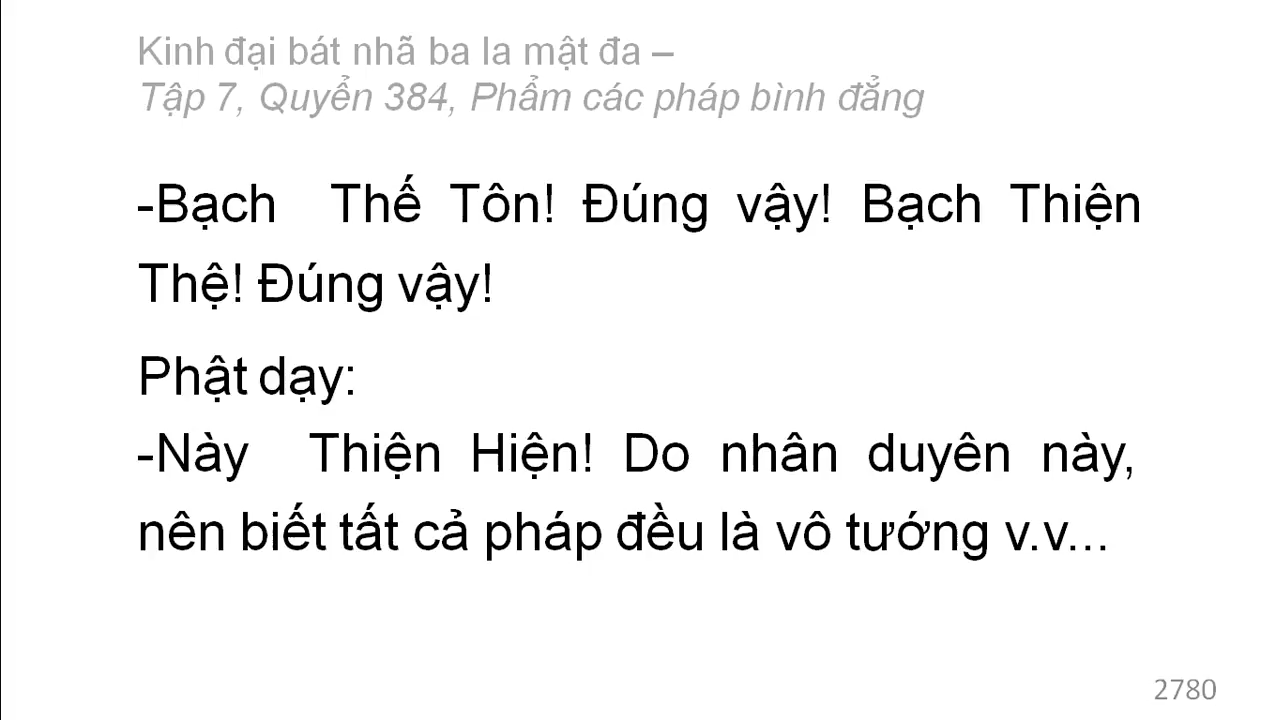 Kinh đại bát nhã ba la mật đa –
Tập 7, Quyển 384, Phẩm các pháp bình đẳng
-Bạch Thế Tôn! Đúng vậy! Bạch Thiện
Thệ! Đúng vậy!
Phật dạy:
-Này Thiện Hiện! Do nhân duyên này,
nên biết tất cả pháp đều là vô tướng v.v...
2780